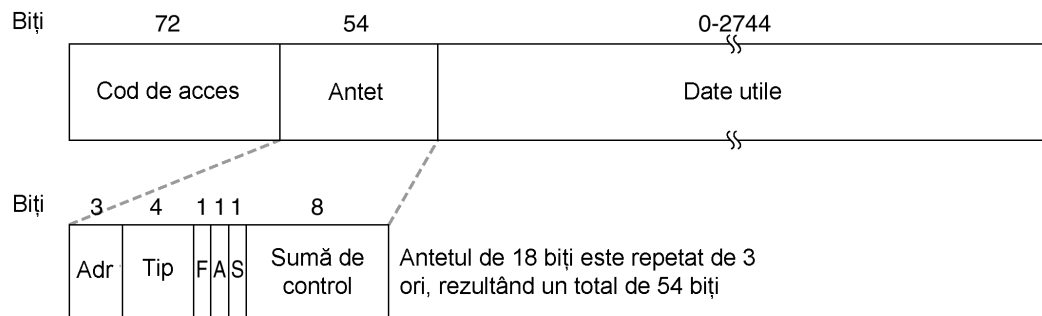 Biți 72 54 0-2744
Cod de acces Antet Date utile
Biți 3 4 1 1 1 8
Adr Tip F A S Sumă de control
Antetul de 18 biți este repetat de 3
ori, rezultând un total de 54 biți